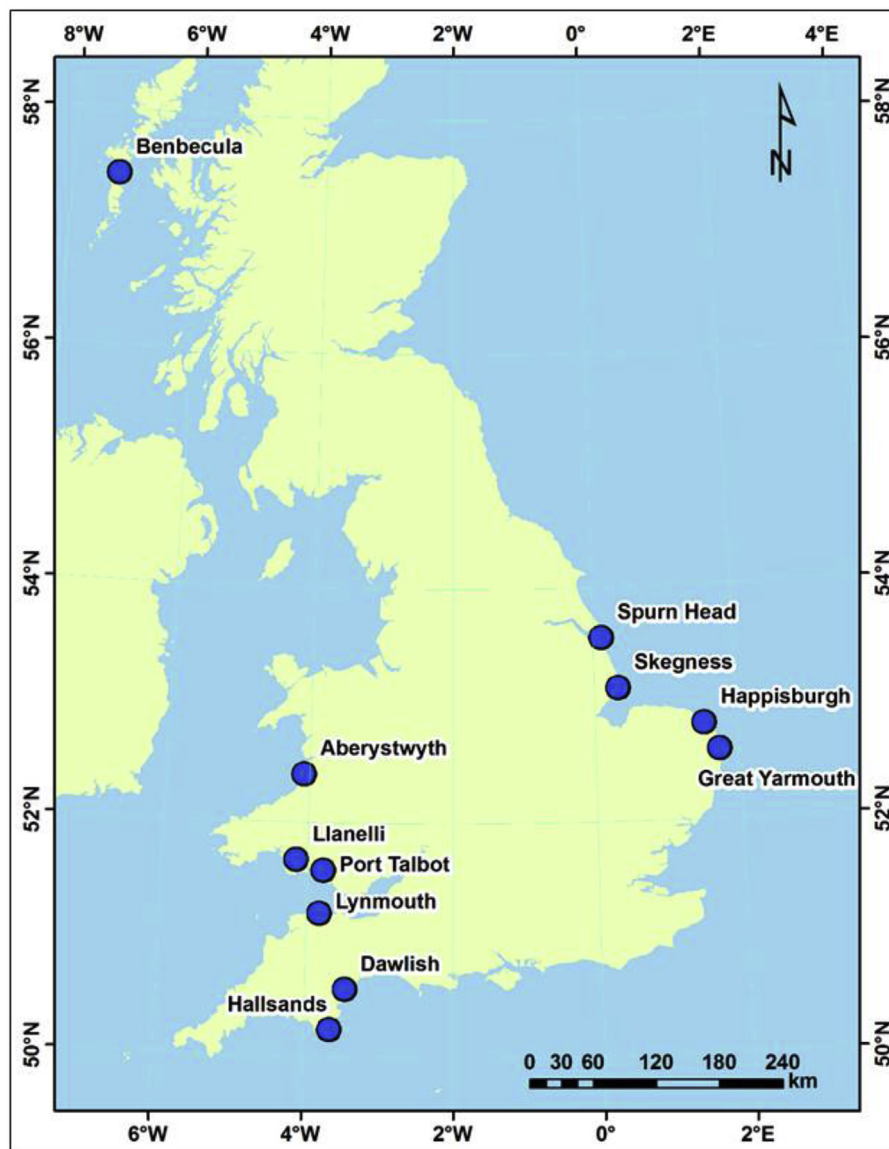 8°W 6°W 4°W 2°W 0° 2°E 4°E
58°N 58°N
N
Benbecula
56°N 56°N
54°N 54°N
Spurn Head
Skegness
Happisburgh
Aberystwyth
Great Yarmouth
52°N 52°N
Llanelli
Port Talbot
Lynmouth
Dawlish
Hallsands
50°N 50°N
0 30 60 120 180 240
km
6°W 4°W 2°W 0° 2°E